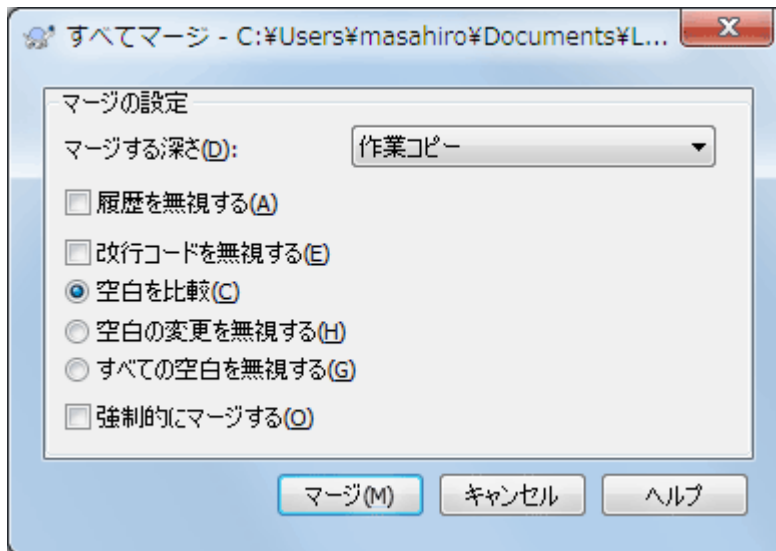 すべてマージ - C:¥Users¥masahiro¥Documents¥L...
マージの設定
マージする深さ(D): 作業コピー
履歴を無視する(A)
改行コードを無視する(E)
空白を比較(C)
空白の変更を無視する(H)
すべての空白を無視する(G)
強制的にマージする(O)
マージ(M) キャンセル ヘルプ